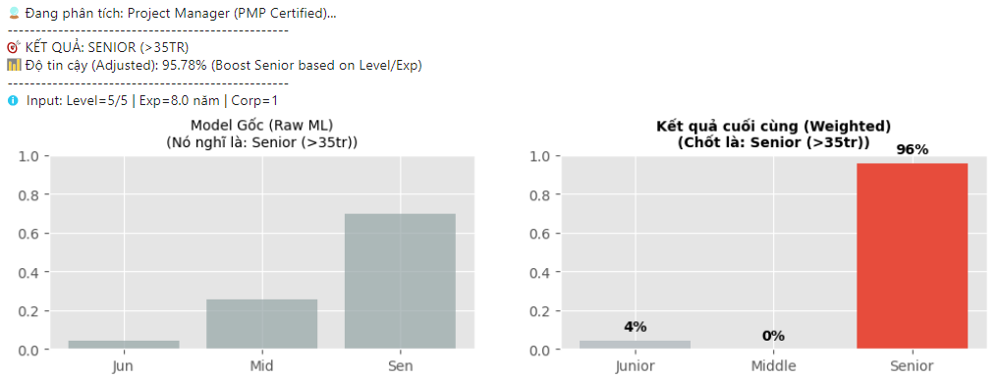 🔮 Đang phân tích: Project Manager (PMP Certified)...
--------------------------------------------------
🎯 KẾT QUẢ: SENIOR (>35TR)
📊 Độ tin cậy (Adjusted): 95.78% (Boost Senior based on Level/Exp)
--------------------------------------------------
ℹ️ Input: Level=5/5 | Exp=8.0 năm | Corp=1
Model Gốc (Raw ML)
(Nó nghĩ là: Senior (>35tr))
1.0
0.8
0.6
0.4
0.2
0.0
Jun Mid Sen
Kết quả cuối cùng (Weighted)
(Chốt là: Senior (>35tr))
96%
1.0
0.8
0.6
0.4
0.2
0.0
4%
0%
Junior Middle Senior